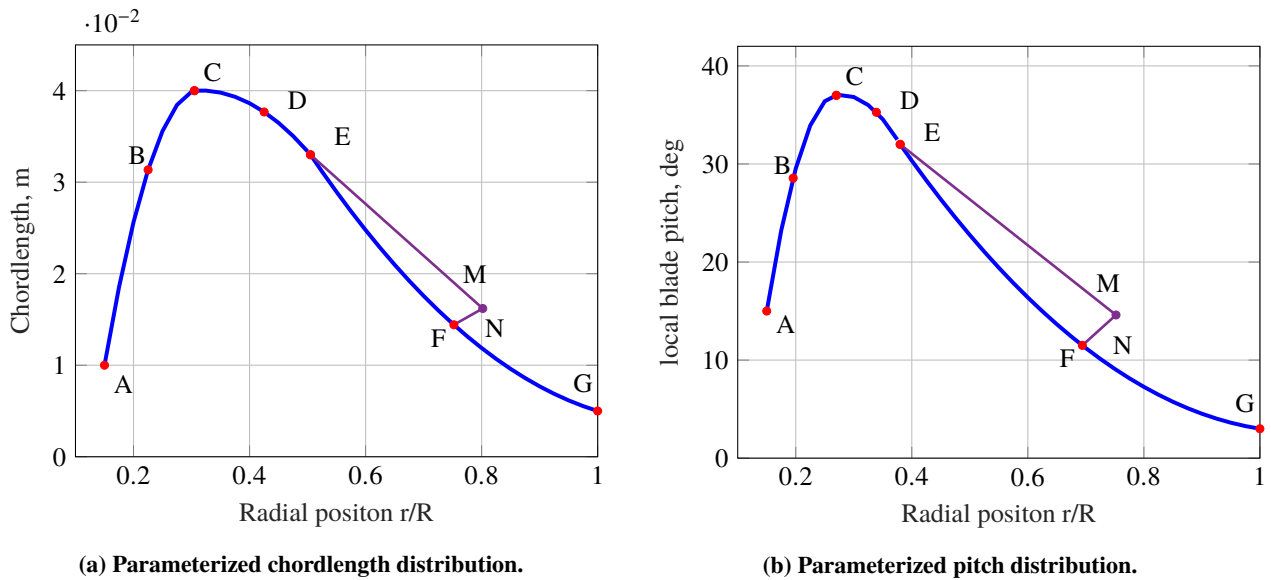 ·10⁻²
4
3
2
1
0
0.2
0.4
0.6
0.8
1
Chordlength, m
Radial positon r/R
A
B
C
D
E
M
F
N
G
(a) Parameterized chordlength distribution.
40
30
20
10
0
0.2
0.4
0.6
0.8
1
local blade pitch, deg
Radial positon r/R
A
B
C
D
E
M
F
N
G
(b) Parameterized pitch distribution.